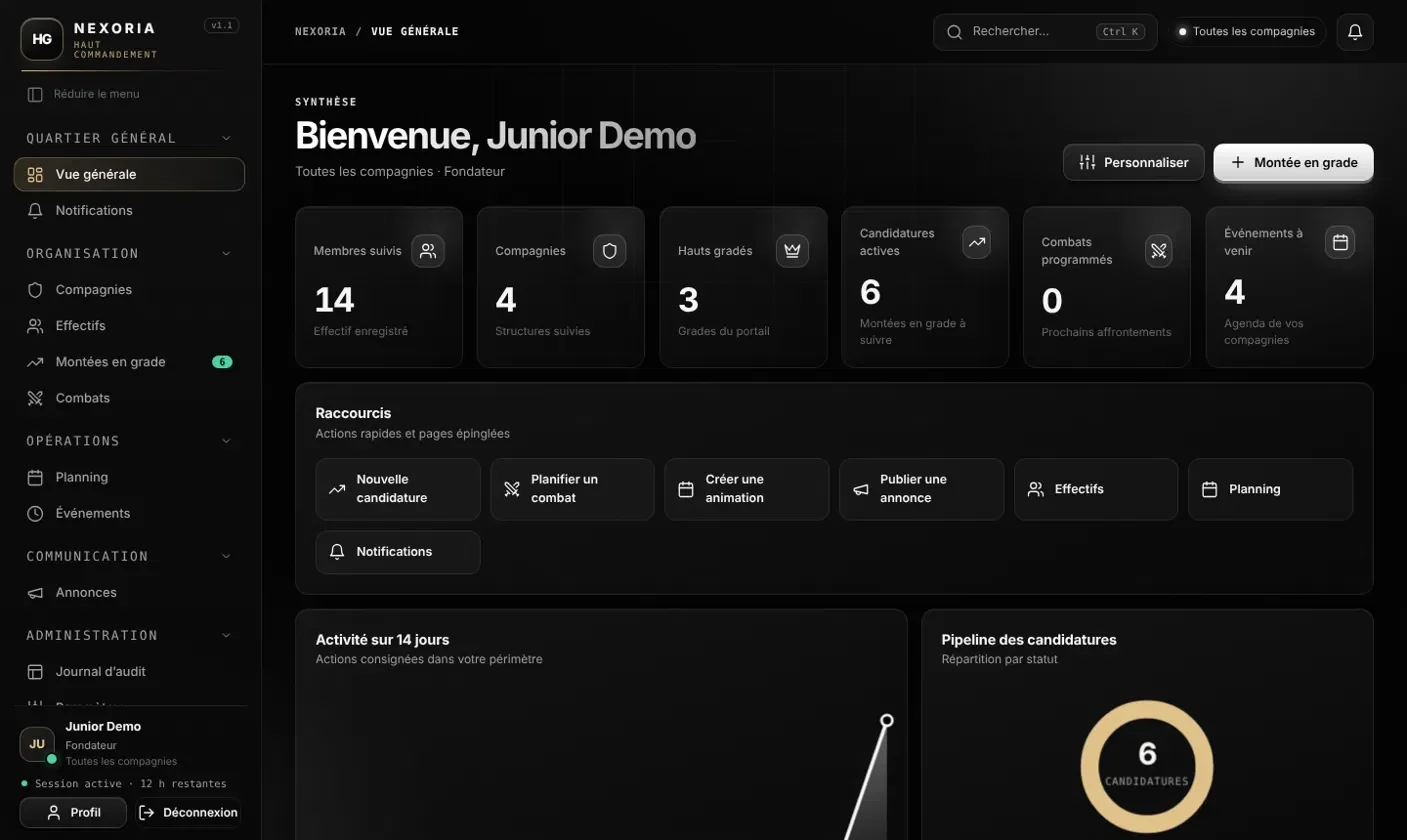 HG
NEXORIA
HAUT
COMMANDEMENT
v1.1
Réduire le menu
QUARTIER GÉNÉRAL
Vue générale
Notifications
ORGANISATION
Compagnies
Effectifs
Montées en grade 6
Combats
OPÉRATIONS
Planning
Événements
COMMUNICATION
Annonces
ADMINISTRATION
Journal d'audit
JU
Junior Demo
Fondateur
Toutes les compagnies
Session active · 12 h restantes
Profil
Déconnexion
NEXORIA / VUE GÉNÉRALE
Rechercher... Ctrl K
Toutes les compagnies
SYNTHÈSE
Bienvenue, Junior Demo
Toutes les compagnies · Fondateur
Personnaliser
+ Montée en grade
Membres suivis
14
Effectif enregistré
Compagnies
4
Structures suivies
Hauts gradés
3
Grades du portail
Candidatures
actives
6
Montées en grade à
suivre
Combats
programmés
0
Prochains affrontements
Événements à
venir
4
Agenda de vos
compagnies
Raccourcis
Actions rapides et pages épinglées
Nouvelle
candidature
Planifier un
combat
Créer une
animation
Publier une
annonce
Effectifs
Planning
Notifications
Activité sur 14 jours
Actions consignées dans votre périmètre
Pipeline des candidatures
Répartition par statut
6
CANDIDATURES